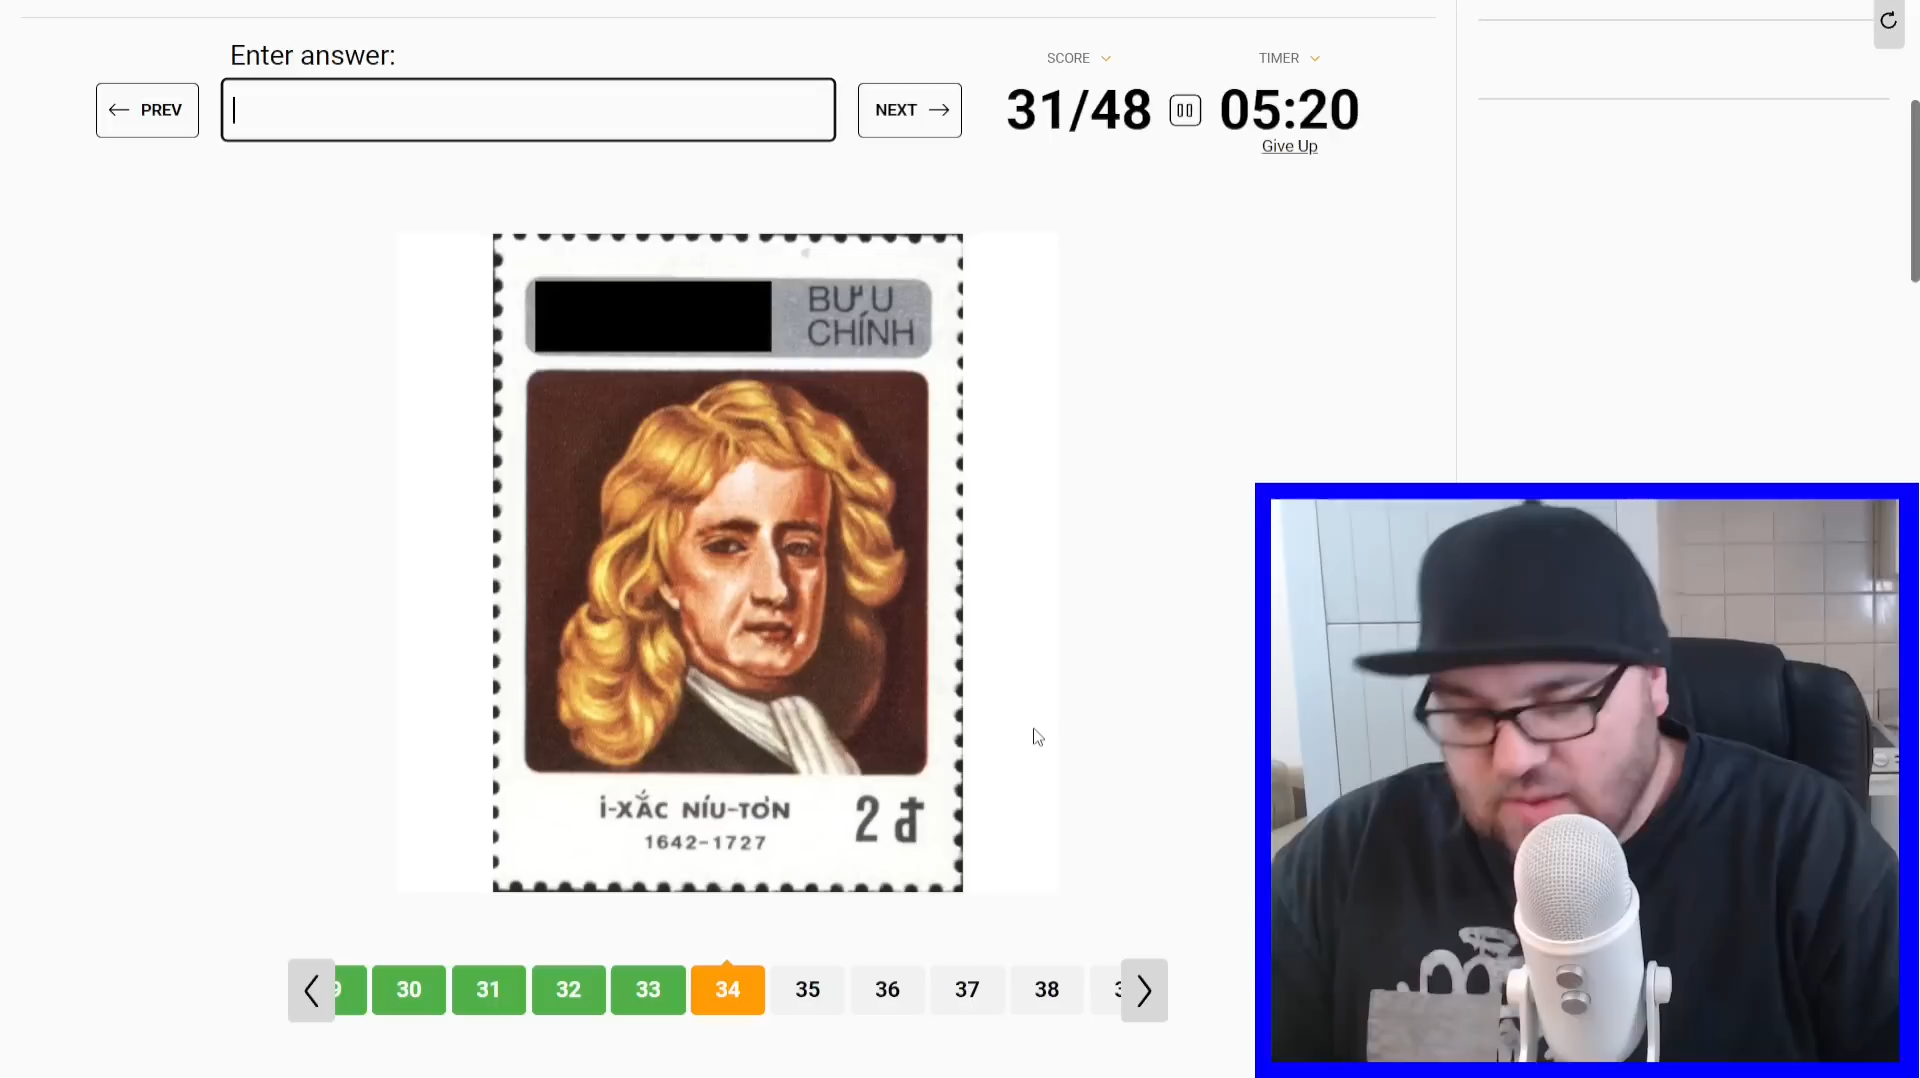 Enter answer:
SCORE
TIMER
← PREV
NEXT →
31/48
05:20
Give Up
BƯU
CHÍNH
I-XẮC NÍU-TƠN
1642-1727
2 đ
30
31
32
33
34
35
36
37
38